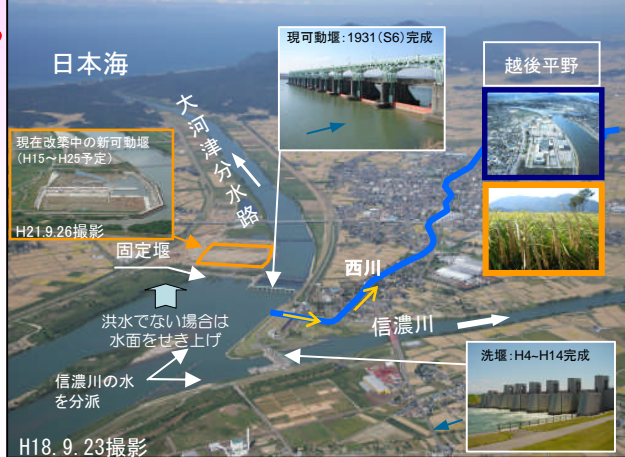 現可動堰：1931(S6)完成
日本海
越後平野
大河津分水路
現在改築中の新可動堰
(H15～H25予定)
H21.9.26撮影
固定堰
西川
洪水でない場合は
水面をせき上げ
信濃川
洗堰：H4~H14完成
信濃川の水
を分派
H18.9.23撮影